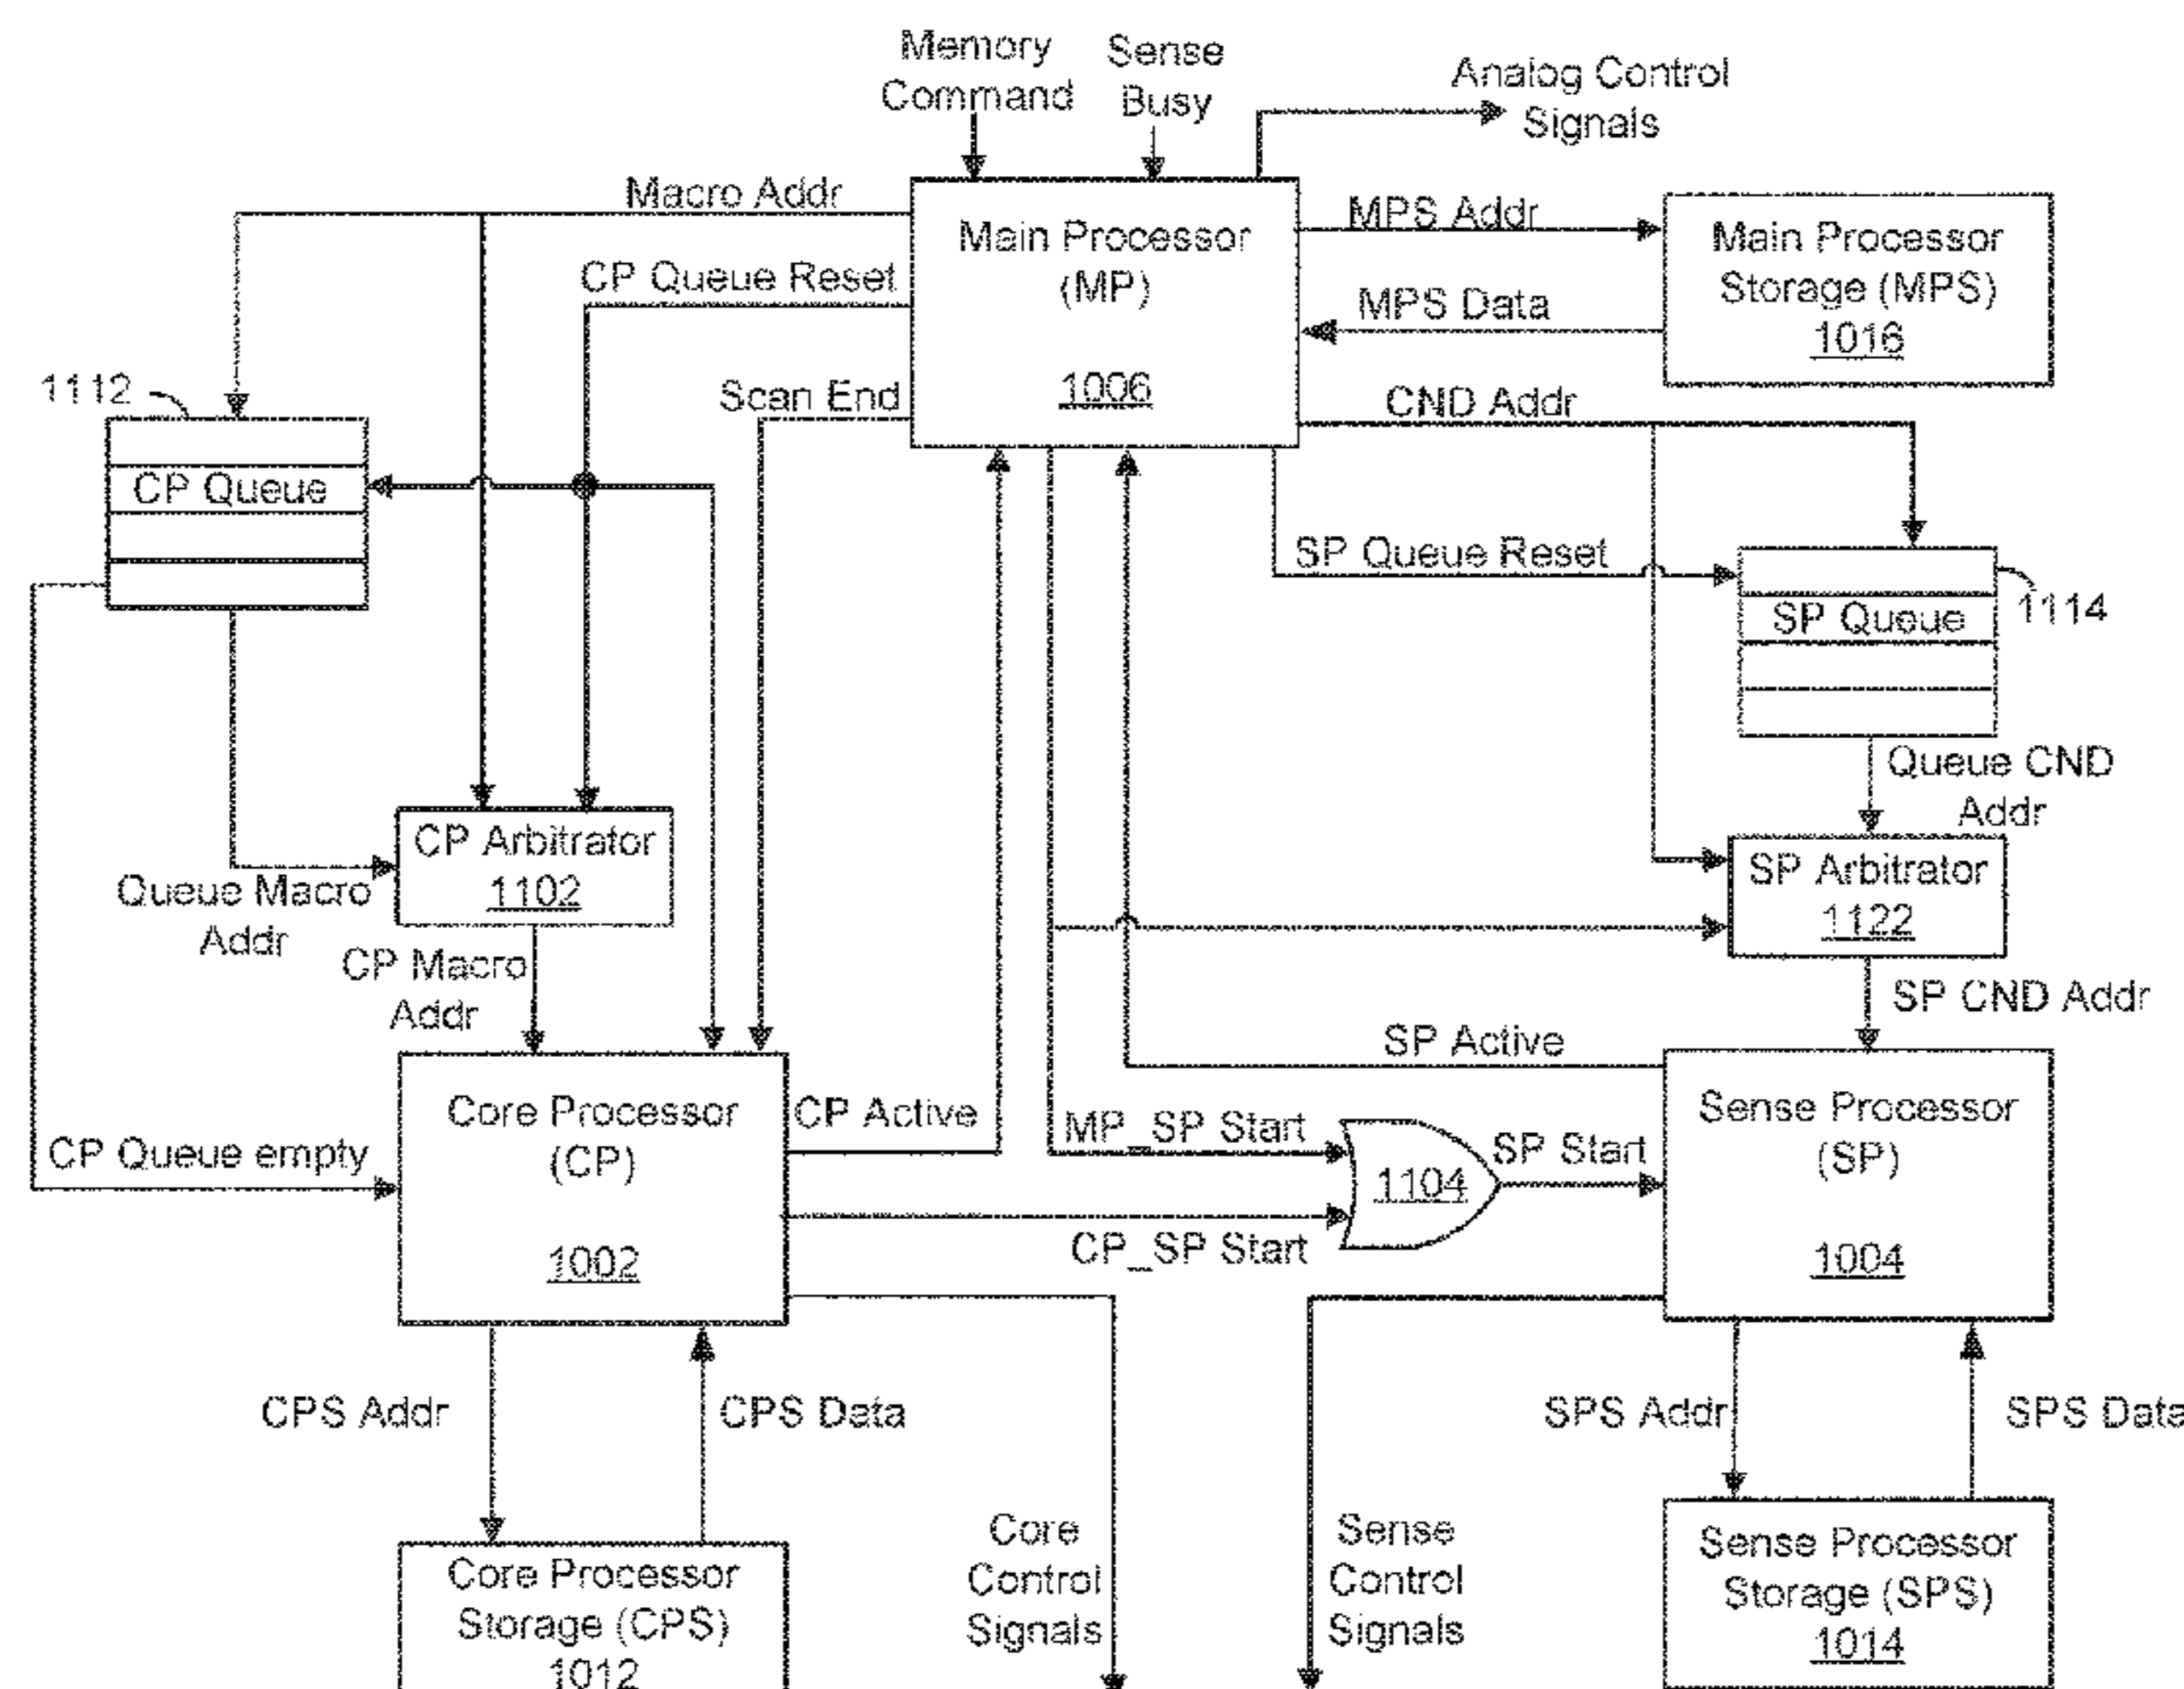 Memory
Command
Sense
Busy
Analog Control
Signals
Macro Addr
CP Queue Reset
Scan End
Main Processor
(MP)
1006
MPS Addr
MPS Data
Main Processor
Storage (MPS)
1016
CND Addr
1112
CP Queue
SP Queue Reset
SP Queue
1114
Queue CND
Addr
CP Arbitrator
1102
Queue Macro
Addr
CP Macro
Addr
SP Arbitrator
1122
SP CND Addr
SP Active
Core Processor
(CP)
1002
CP Queue empty
CP Active
MP_SP Start
CP_SP Start
1104
SP Start
Sense Processor
(SP)
1004
CPS Addr
CPS Data
SPS Addr
SPS Data
Core Processor
Storage (CPS)
1012
Core
Control
Signals
Sense
Control
Signals
Sense Processor
Storage (SPS)
1014